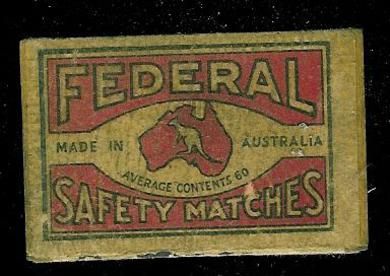 FEDERAL
MADE IN AUSTRALIA
AVERAGE CONTENTS 60
SAFETY MATCHES